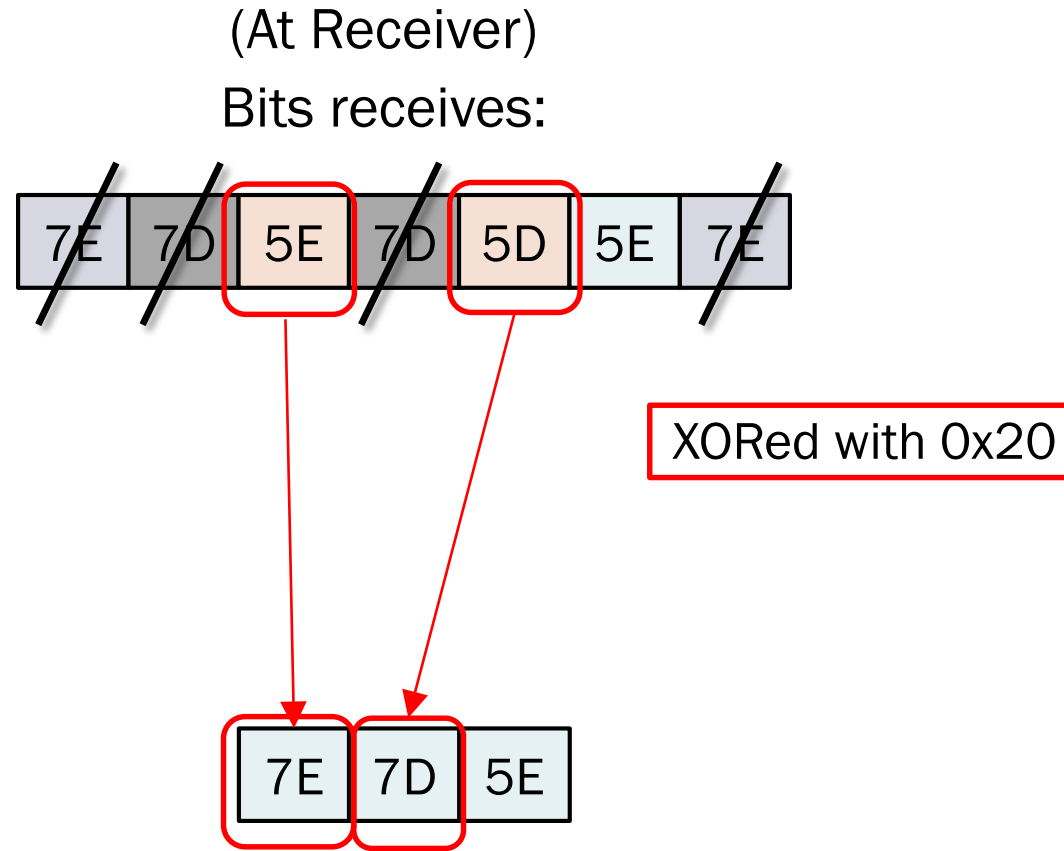 (At Receiver)
Bits receives:
7E 7D 5E 7D 5D 5E 7E
XORed with 0x20
7E 7D 5E